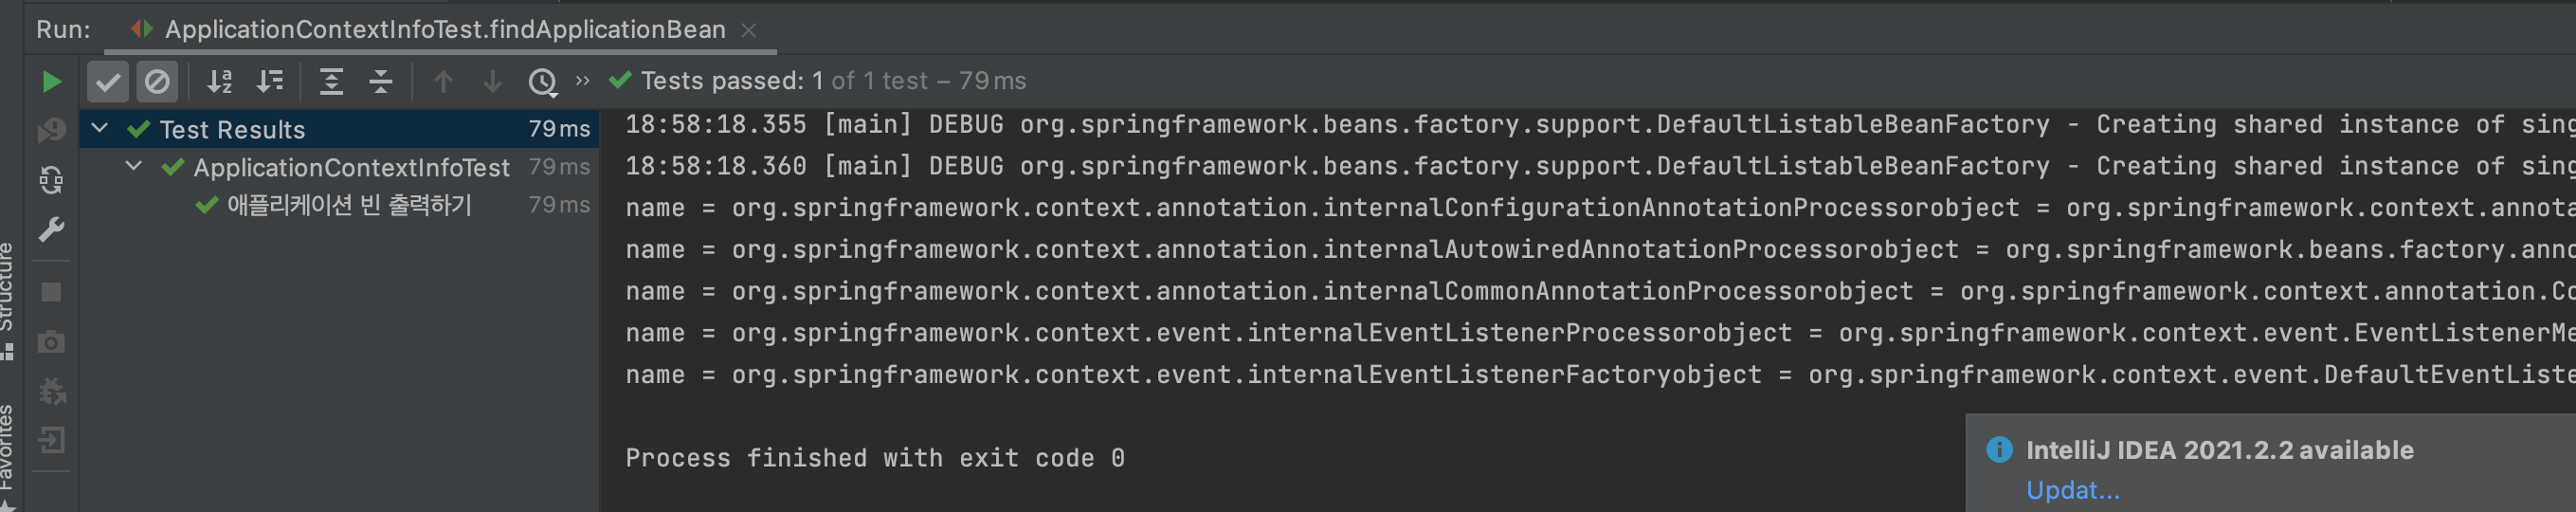 Run: ApplicationContextInfoTest.findApplicationBean
Tests passed: 1 of 1 test – 79 ms
Test Results 79 ms
ApplicationContextInfoTest 79 ms
애플리케이션 빈 출력하기 79 ms
18:58:18.355 [main] DEBUG org.springframework.beans.factory.support.DefaultListableBeanFactory - Creating shared instance of sing
18:58:18.360 [main] DEBUG org.springframework.beans.factory.support.DefaultListableBeanFactory - Creating shared instance of sing
name = org.springframework.context.annotation.internalConfigurationAnnotationProcessorobject = org.springframework.context.annota
name = org.springframework.context.annotation.internalAutowiredAnnotationProcessorobject = org.springframework.beans.factory.anno
name = org.springframework.context.annotation.internalCommonAnnotationProcessorobject = org.springframework.context.annotation.Co
name = org.springframework.context.event.internalEventListenerProcessorobject = org.springframework.context.event.EventListenerMe
name = org.springframework.context.event.internalEventListenerFactoryobject = org.springframework.context.event.DefaultEventListe
Process finished with exit code 0
IntelliJ IDEA 2021.2.2 available
Updat...
Structure
Favorites